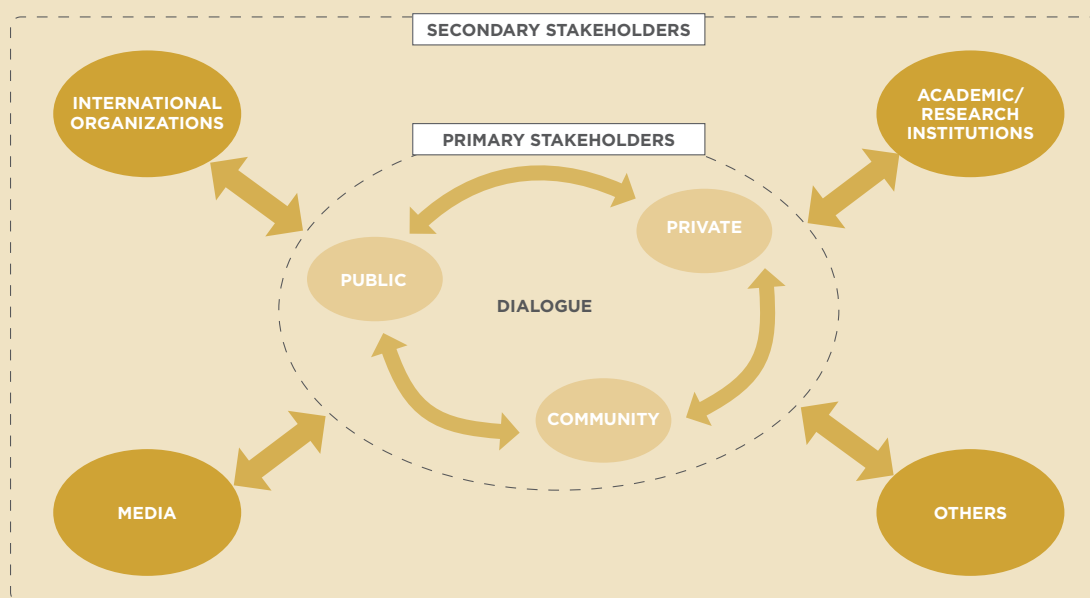 SECONDARY STAKEHOLDERS
INTERNATIONAL
ORGANIZATIONS
ACADEMIC/
RESEARCH
INSTITUTIONS
PRIMARY STAKEHOLDERS
PRIVATE
PUBLIC
DIALOGUE
COMMUNITY
MEDIA
OTHERS